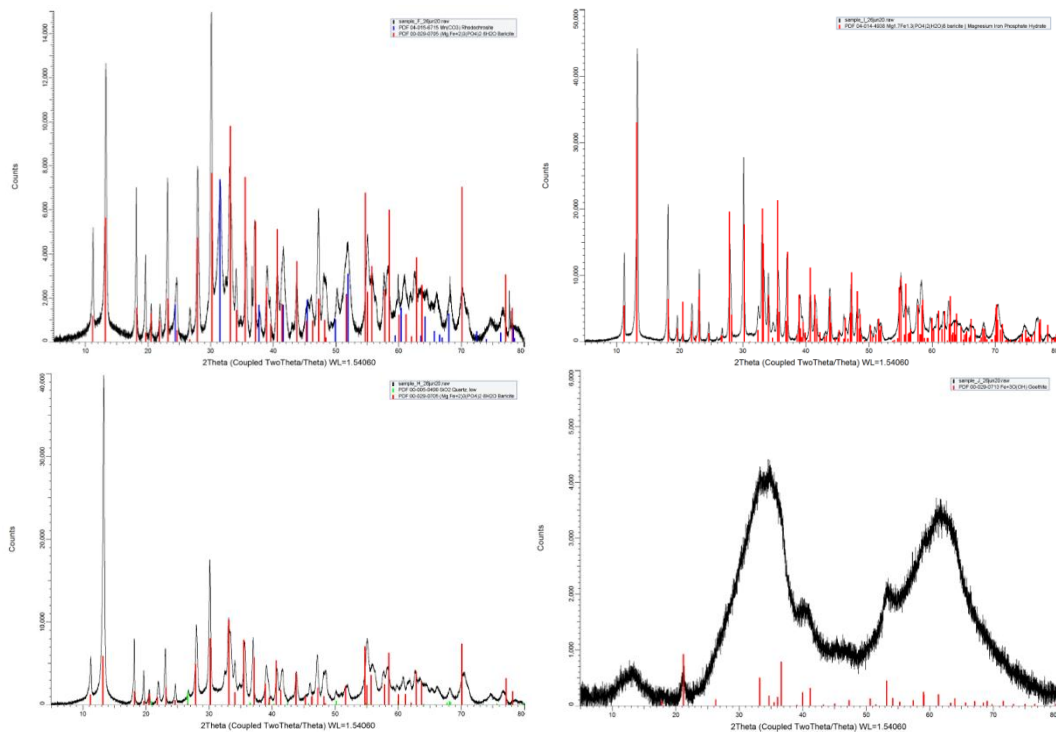 sample_F_26jun20.raw
PDF 04-015-6715 Mn(CO3) Rhodochrosite
PDF 00-029-0705 (Mg,Fe+2)3(PO4)2·8H2O Baricite
Counts
14,000
12,000
10,000
8,000
6,000
4,000
2,000
0
10 20 30 40 50 60 70 80
2Theta (Coupled TwoTheta/Theta) WL=1.54060
sample_I_26jun20.raw
PDF 04-014-4938 Mg1.7Fe1.3(PO4)2(H2O)8 baricite | Magnesium Iron Phosphate Hydrate
Counts
50,000
40,000
30,000
20,000
10,000
0
10 20 30 40 50 60 70 80
2Theta (Coupled TwoTheta/Theta) WL=1.54060
sample_H_26jun20.raw
PDF 00-005-0490 SiO2 Quartz, low
PDF 00-029-0705 (Mg,Fe+2)3(PO4)2·8H2O Baricite
Counts
40,000
30,000
20,000
10,000
0
10 20 30 40 50 60 70 80
2Theta (Coupled TwoTheta/Theta) WL=1.54060
sample_J_26jun20.raw
PDF 00-029-0713 Fe+3O(OH) Goethite
Counts
6,000
5,000
4,000
3,000
2,000
1,000
0
10 20 30 40 50 60 70 80
2Theta (Coupled TwoTheta/Theta) WL=1.54060